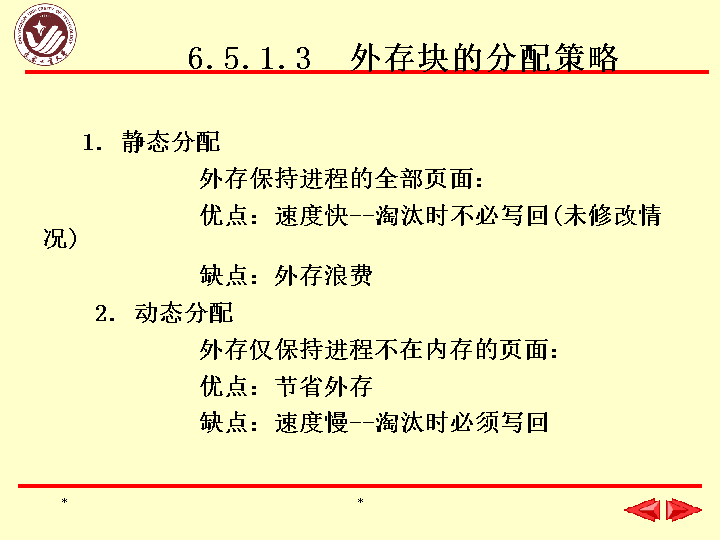 6.5.1.3 外存块的分配策略
1. 静态分配
外存保持进程的全部页面:
优点: 速度快--淘汰时不必写回(未修改情
况)
缺点: 外存浪费
2. 动态分配
外存仅保持进程不在内存的页面:
优点: 节省外存
缺点: 速度慢--淘汰时必须写回
* *